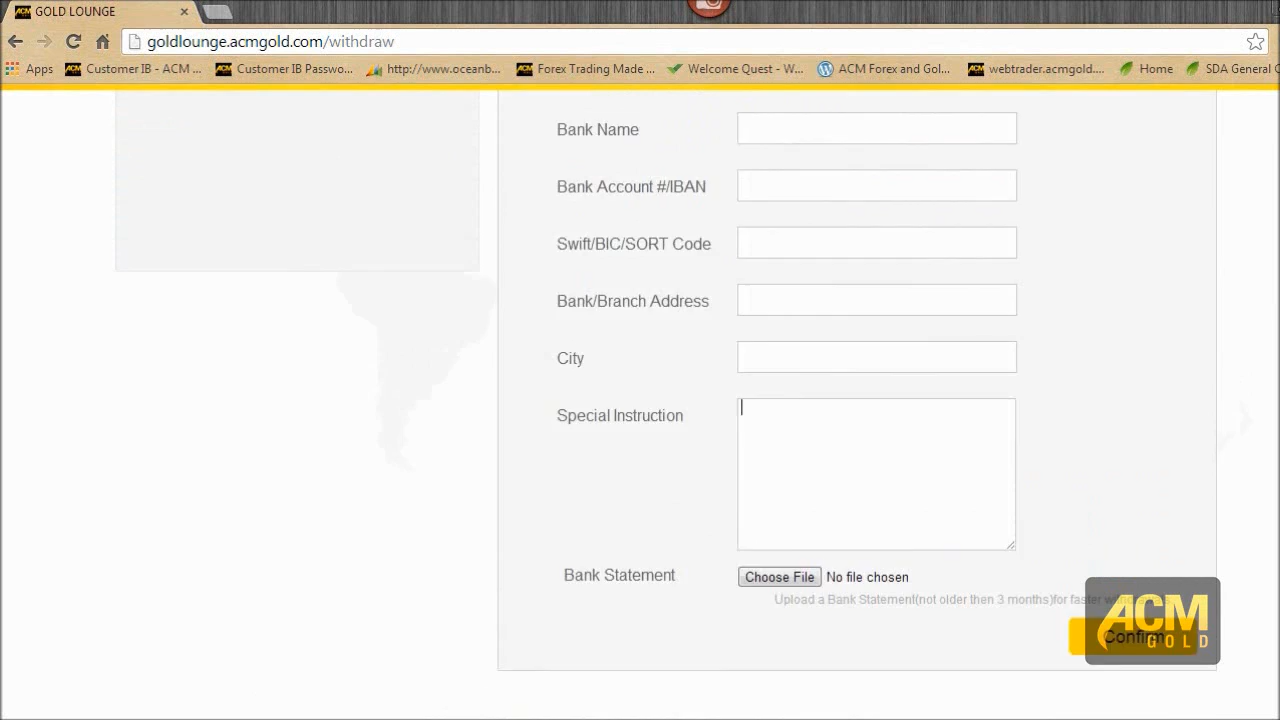 GOLD LOUNGE
goldlounge.acmgold.com/withdraw
Apps Customer IB - ACM ... Customer IB Passwo... http://www.oceanb... Forex Trading Made ... Welcome Quest - W... ACM Forex and Gol... webtrader.acmgold.... Home SDA General C
Bank Name
Bank Account #/IBAN
Swift/BIC/SORT Code
Bank/Branch Address
City
Special Instruction
Bank Statement Choose File No file chosen
Upload a Bank Statement(not older then 3 months)for faster
Confirm
ACM
GOLD